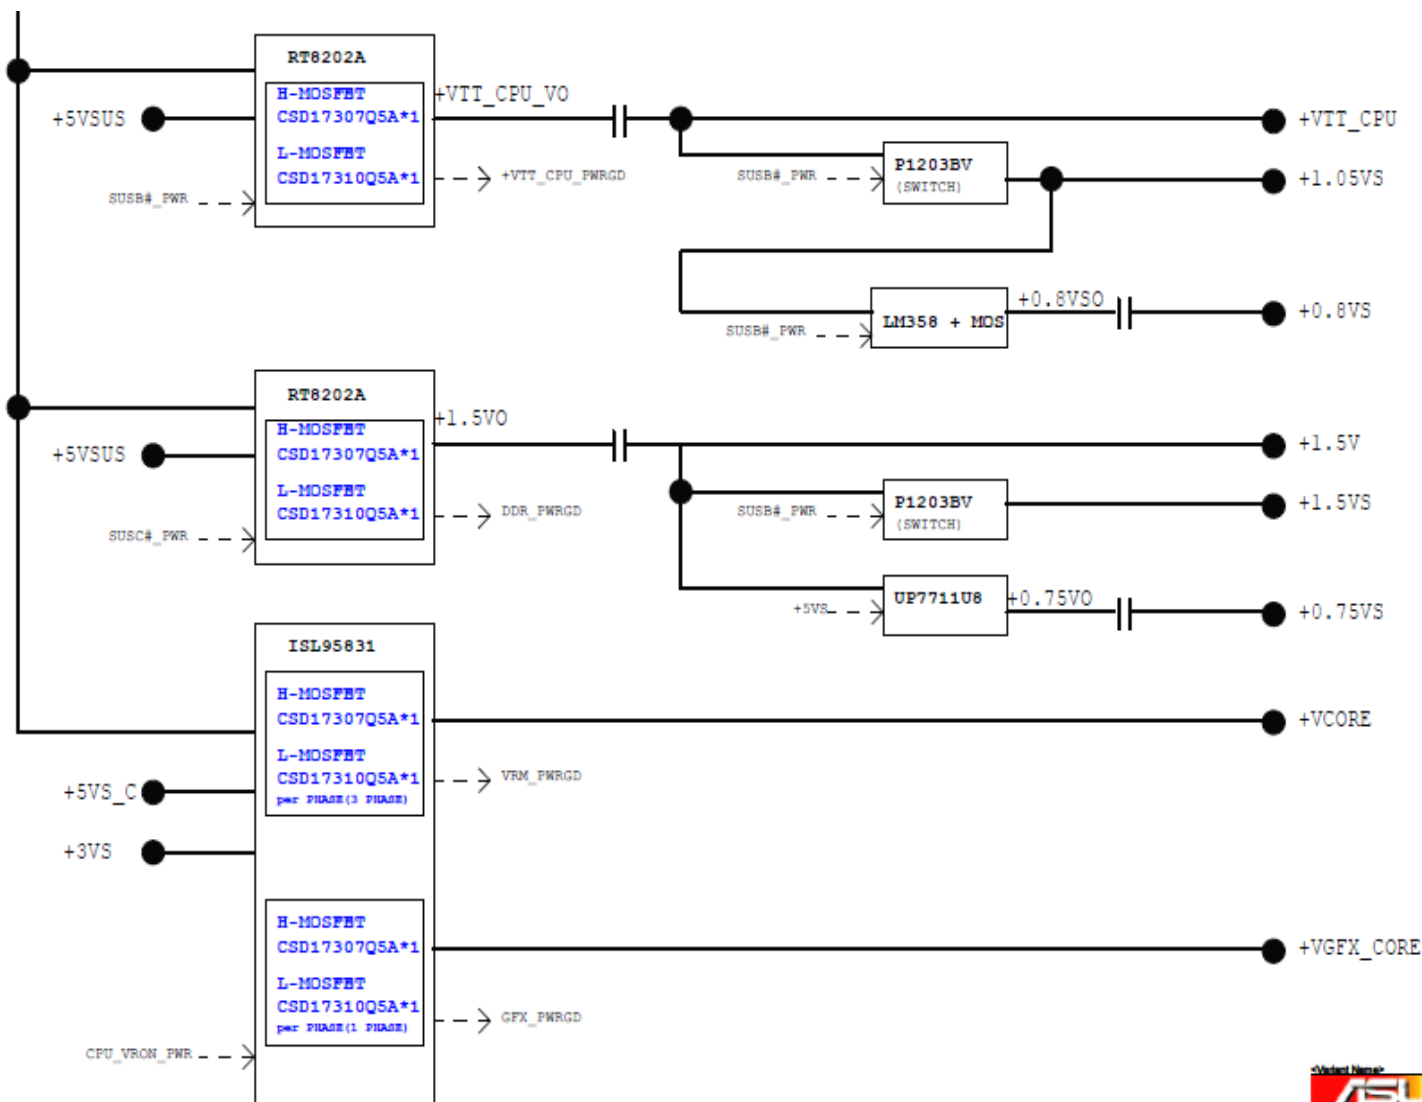 RT8202A
H-MOSFET
CSD17307Q5A*1
L-MOSFET
CSD17310Q5A*1
+5VSUS
SUSB#_PWR
+VTT_CPU_VO
+VTT_CPU_PWRGD
+VTT_CPU
SUSB#_PWR
P1203BV
(SWITCH)
+1.05VS
SUSB#_PWR
LM358 + MOS
+0.8VSO
+0.8VS
RT8202A
H-MOSFET
CSD17307Q5A*1
L-MOSFET
CSD17310Q5A*1
+5VSUS
SUSC#_PWR
+1.5VO
DDR_PWRGD
+1.5V
SUSB#_PWR
P1203BV
(SWITCH)
+1.5VS
+5VS
UP7711U8
+0.75VO
+0.75VS
ISL95831
H-MOSFET
CSD17307Q5A*1
L-MOSFET
CSD17310Q5A*1
per PHASE(3 PHASE)
+VCORE
VRM_PWRGD
+5VS_C
+3VS
H-MOSFET
CSD17307Q5A*1
L-MOSFET
CSD17310Q5A*1
per PHASE(1 PHASE)
+VGFX_CORE
GFX_PWRGD
CPU_VRON_PWR
<Variant Name>